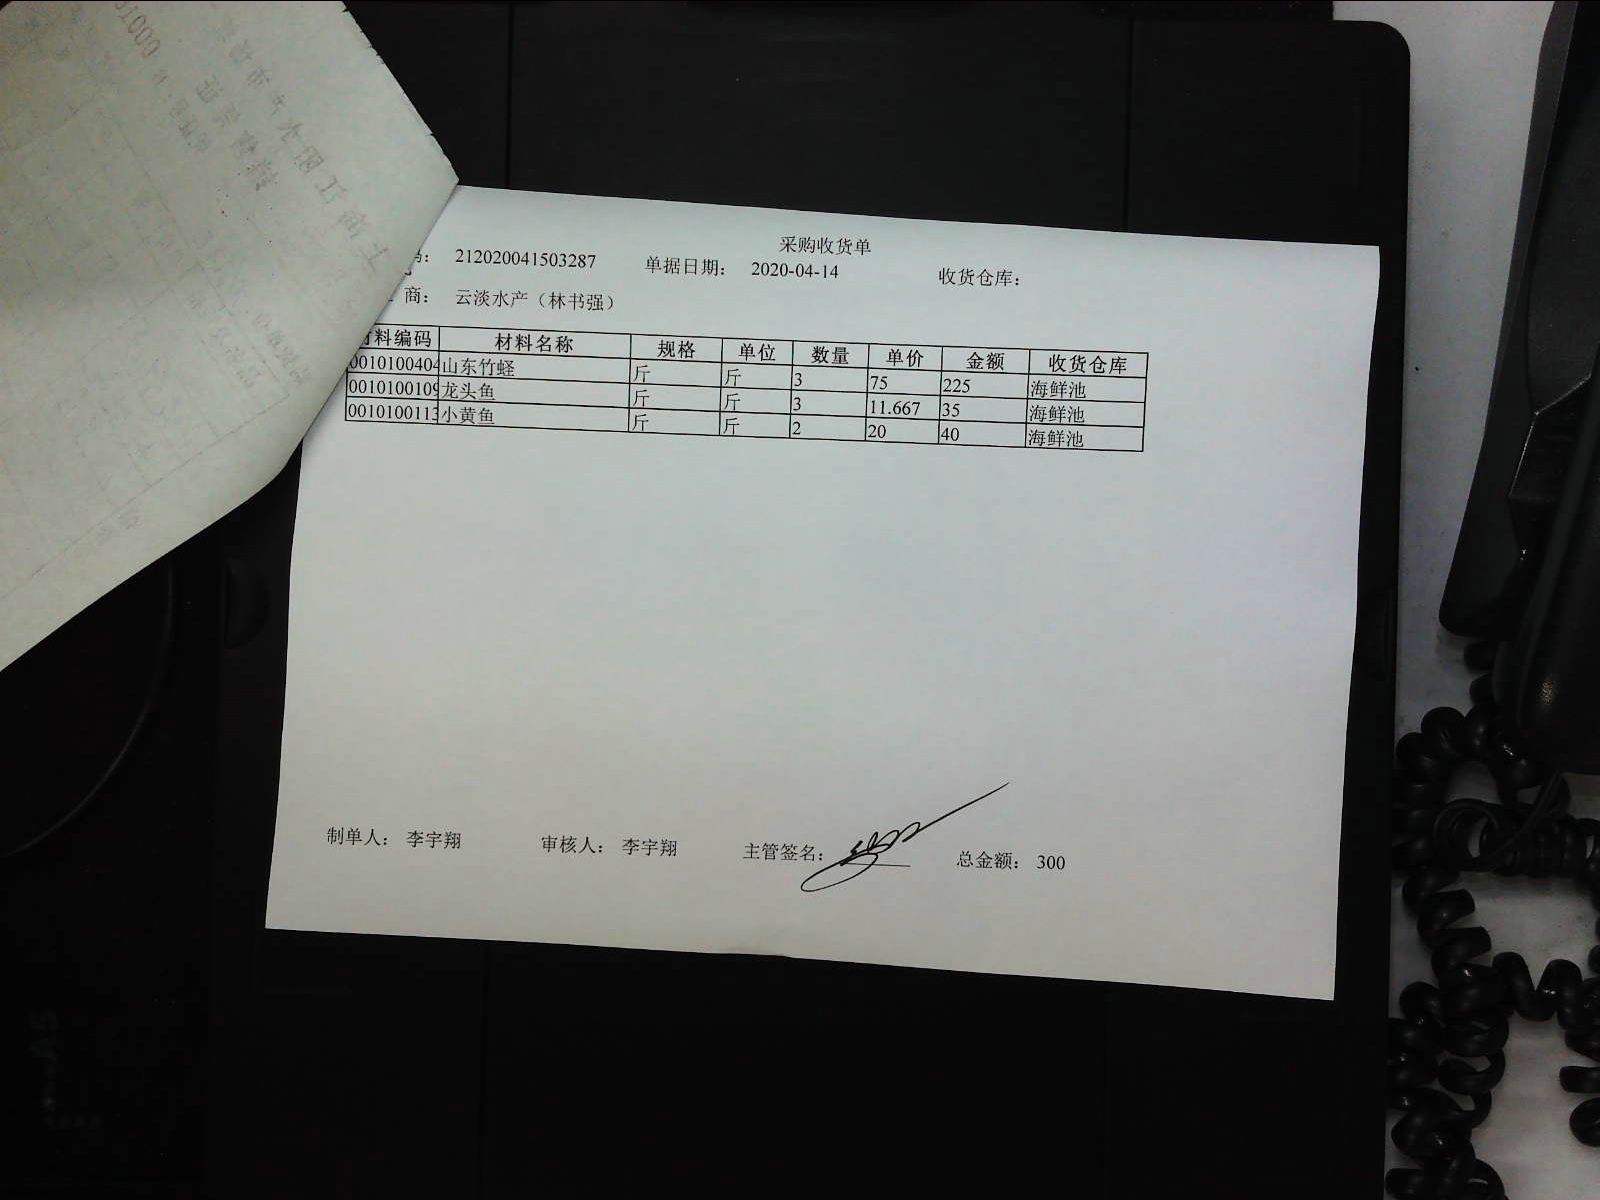 采购收货单
码： 212020041503287 单据日期： 2020-04-14 收货仓库：
商： 云淡水产（林书强）
材料编码 材料名称 规格 单位 数量 单价 金额 收货仓库
0010100404 山东竹蛏 斤 斤 3 75 225 海鲜池
0010100109 龙头鱼 斤 斤 3 11.667 35 海鲜池
0010100113 小黄鱼 斤 斤 2 20 40 海鲜池
制单人： 李宇翔 审核人： 李宇翔 主管签名： 总金额： 300